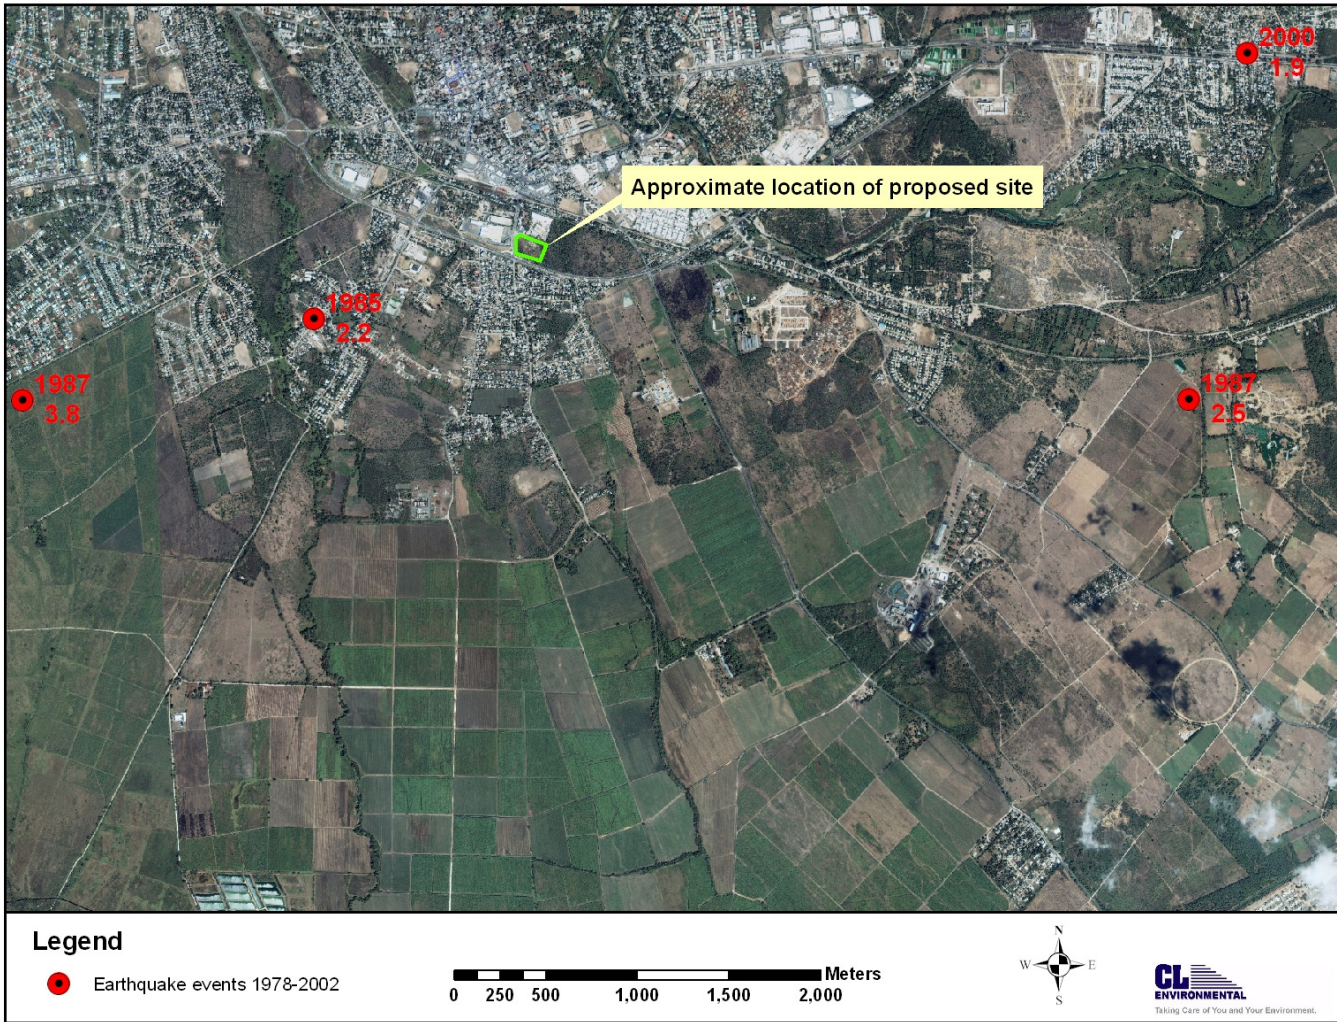 2000
1.9
Approximate location of proposed site
1985
2.2
1987
3.8
1987
2.5
Legend
Earthquake events 1978-2002
Meters
0 250 500 1,000 1,500 2,000
N
W E
S
CL
ENVIRONMENTAL
Taking Care of You and Your Environment.